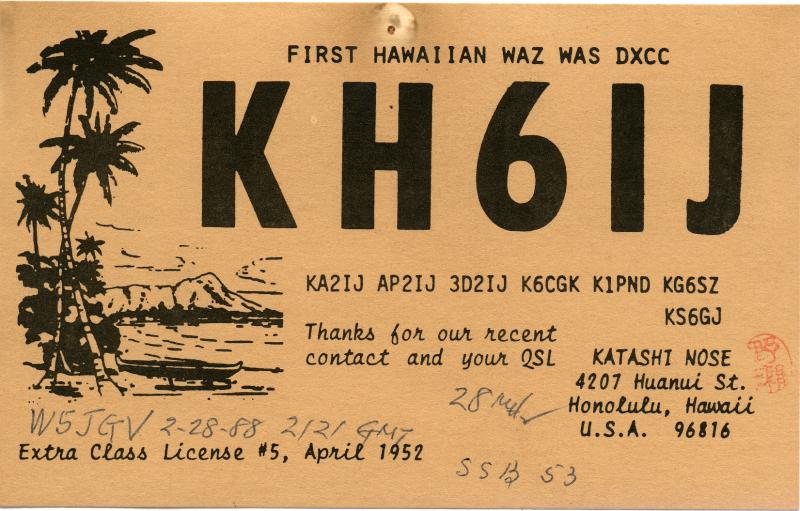 FIRST HAWAIIAN WAZ WAS DXCC
KH6IJ
KA2IJ AP2IJ 3D2IJ K6CGK K1PND KG6SZ
KS6GJ
Thanks for our recent
contact and your QSL
KATASHI NOSE
4207 Huanui St.
Honolulu, Hawaii
U.S.A. 96816
28
W5JGV 2-28-88 2121 GMT
Extra Class License #5, April 1952
SSB 53